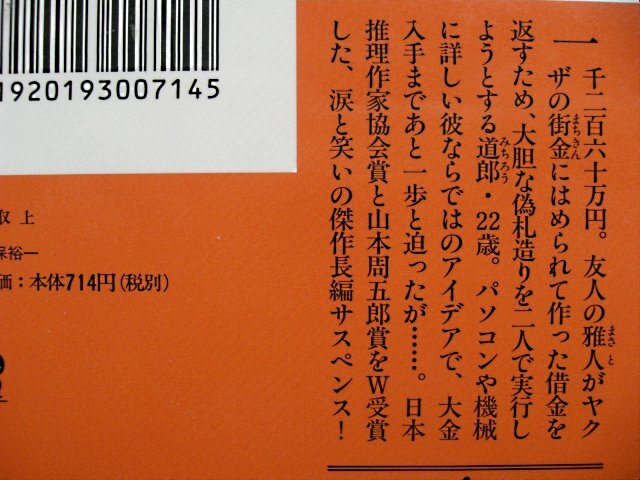 一千二百六十万円。友人の雅人がヤク
ザの街金にはめられて作った借金を
返すため、大胆な偽札造りを二人で実行し
ようとする道郎・22歳。パソコンや機械
に詳しい彼ならではのアイデアで、大金
入手まであと一歩と迫ったが……。日本
推理作家協会賞と山本周五郎賞をW受賞
した、涙と笑いの傑作長編サスペンス!
まさと
まちきん
みちろう
1920193007145
取 上
保裕一
価：本体714円(税別)